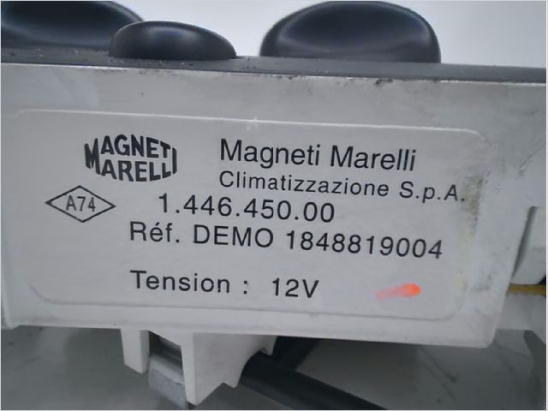 MAGNETI
MARELLI
Magneti Marelli
Climatizzazione S.p.A.
A74
1.446.450.00
Réf. DEMO 1848819004
Tension : 12V